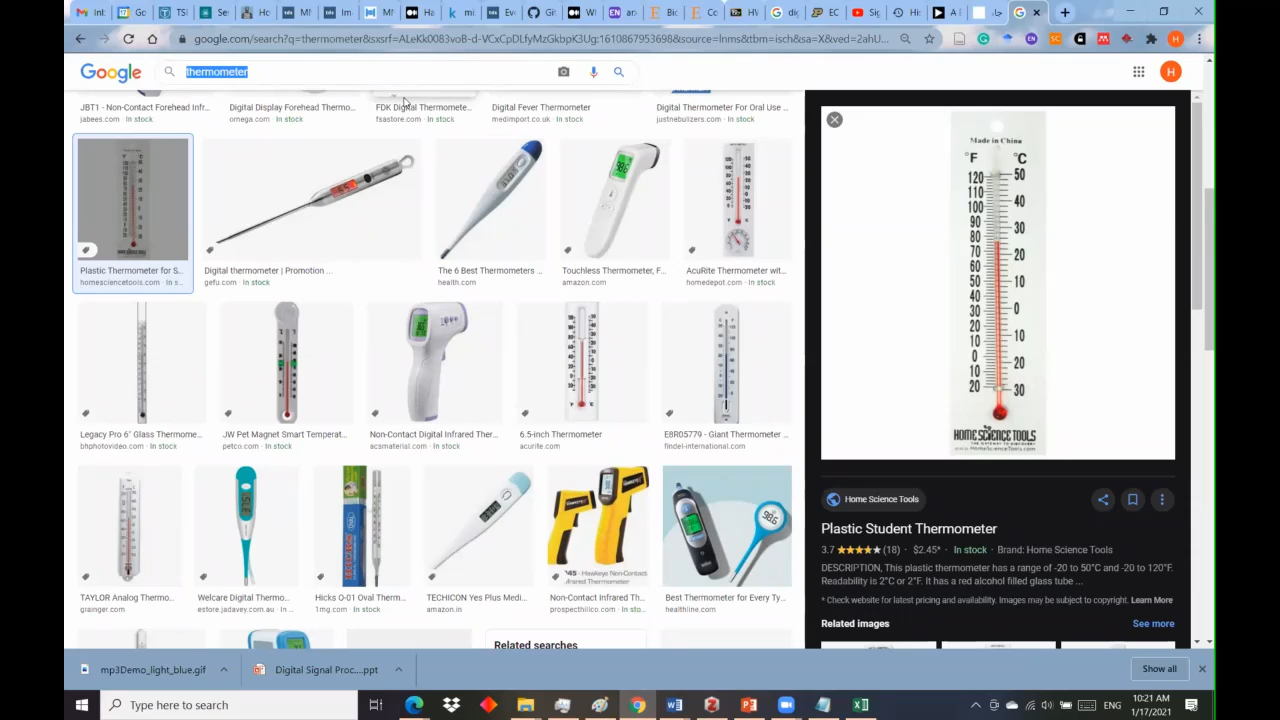 google.com/search?q=thermometer&sxsrf=ALeKk0083voB-d-VCxCpDLfyMzGkbpK3Ug:1610867953698&source=lnms&tbm=isch&sa=X&ved=2ahU...
Google
thermometer
JBT1 - Non-Contact Forehead Infr...
jabees.com · In stock
Digital Display Forehead Thermo...
omega.com · In stock
FDK Digital Thermomete...
fsastore.com · In stock
Digital Fever Thermometer
medimport.co.uk · In stock
Digital Thermometer For Oral Use ...
justnebulizers.com · In stock
Plastic Thermometer for S...
homesciencetools.com · In s...
Digital thermometer | Promotion ...
gefu.com · In stock
The 6 Best Thermometers ...
health.com
Touchless Thermometer, F...
amazon.com
AcuRite Thermometer wit...
homedepot.com · In stock
Legacy Pro 6" Glass Thermome...
bhphotovideo.com · In stock
JW Pet Magnet Smart Temperat...
petco.com · In stock
Non-Contact Digital Infrared Ther...
acsmaterial.com · In stock
6.5-inch Thermometer
acurite.com
E8R05779 - Giant Thermometer ...
findel-international.com
TAYLOR Analog Thermo...
grainger.com
Welcare Digital Thermo...
estore.jadavey.com.au · In ...
Hicks O-01 Oval Therm...
1mg.com · In stock
TECHICON Yes Plus Medi...
amazon.in
Non-Contact Infrared Th...
prospecthillco.com · In sto...
Best Thermometer for Every Ty...
healthline.com
Related searches
Made in China
°F °C
120 50
110
100 40
90
80 30
70
60 20
50 10
40
30 0
20
10 10
0
10 20
20 30
HOME SCIENCE TOOLS
www.HomeScienceTools.com
Home Science Tools
Plastic Student Thermometer
3.7 (18) · $2.45* · In stock · Brand: Home Science Tools
DESCRIPTION, This plastic thermometer has a range of -20 to 50°C and -20 to 120°F.
Readability is 2°C or 2°F. It has a red alcohol filled glass tube ...
* Check website for latest pricing and availability. Images may be subject to copyright. Learn More
Related images
See more
mp3Demo_light_blue.gif
Digital Signal Proc....ppt
Show all
Type here to search
ENG
10:21 AM
1/17/2021